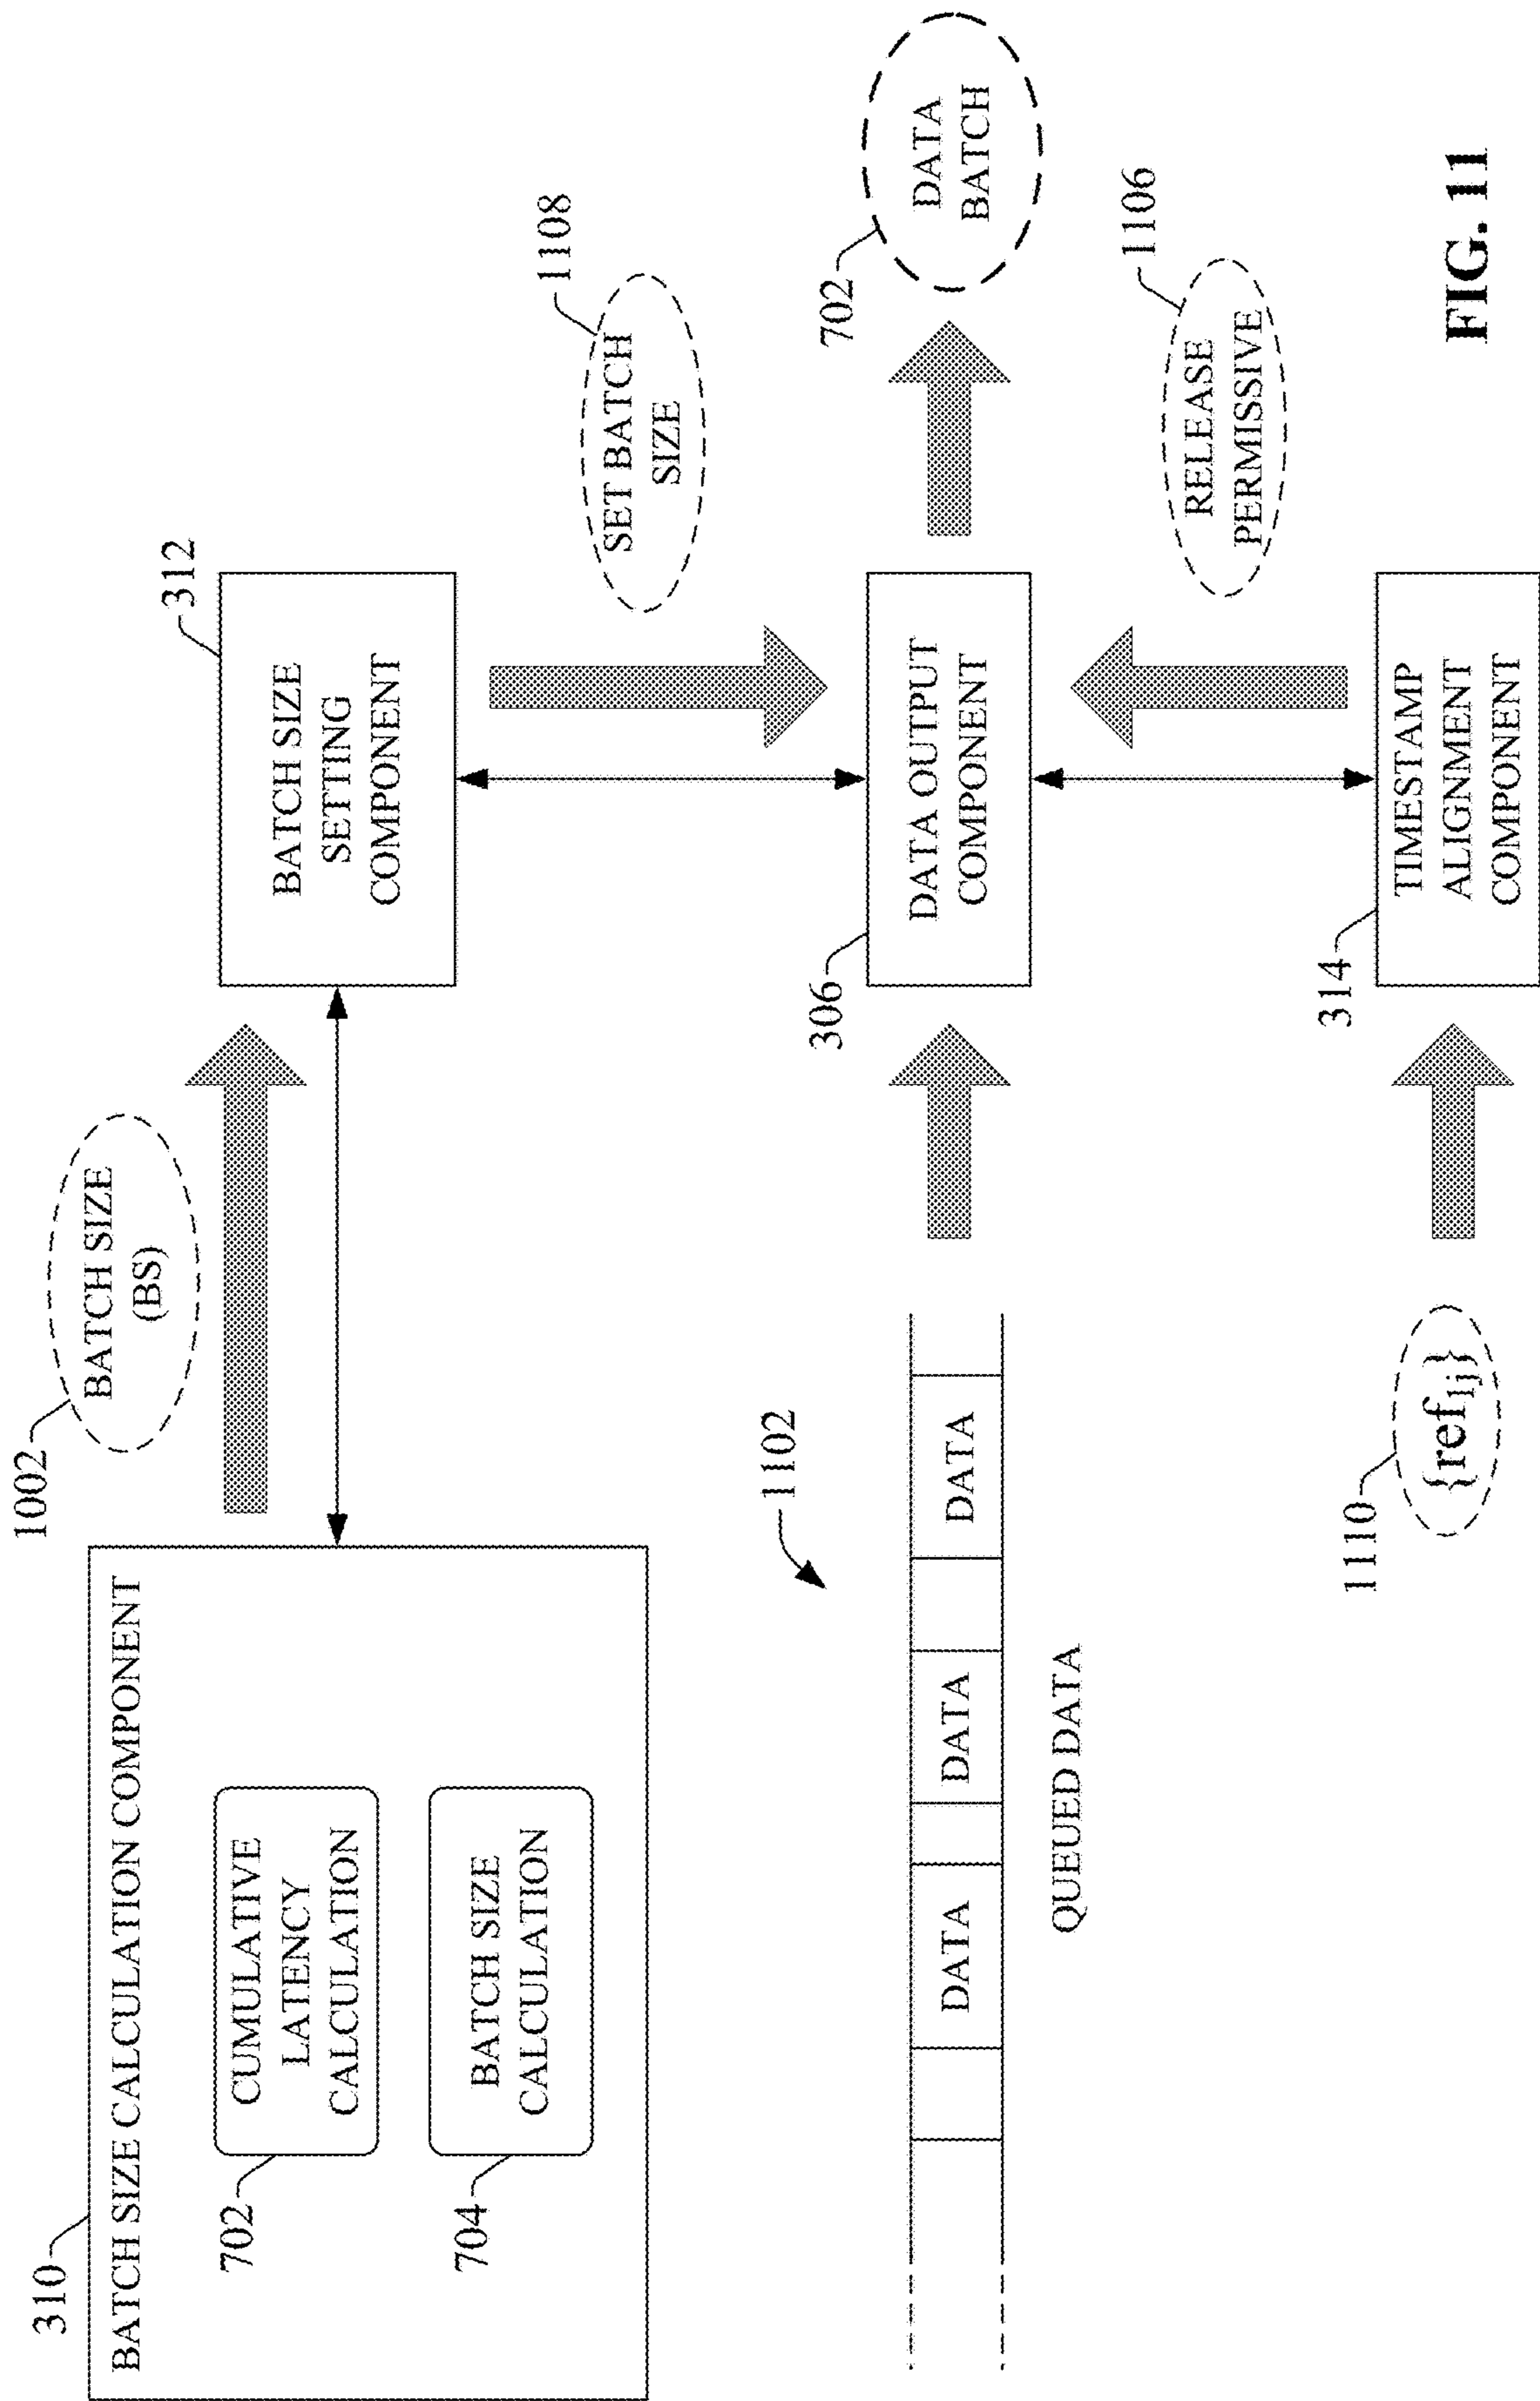 310
BATCH SIZE CALCULATION COMPONENT
702
CUMULATIVE
LATENCY
CALCULATION
704
BATCH SIZE
CALCULATION
1002
BATCH SIZE
(BS)
312
BATCH SIZE
SETTING
COMPONENT
1108
SET BATCH
SIZE
1102
DATA
DATA
DATA
QUEUED DATA
306
DATA OUTPUT
COMPONENT
702
DATA
BATCH
1106
RELEASE
PERMISSIVE
1110
{ref1j}
314
TIMESTAMP
ALIGNMENT
COMPONENT
FIG. 11